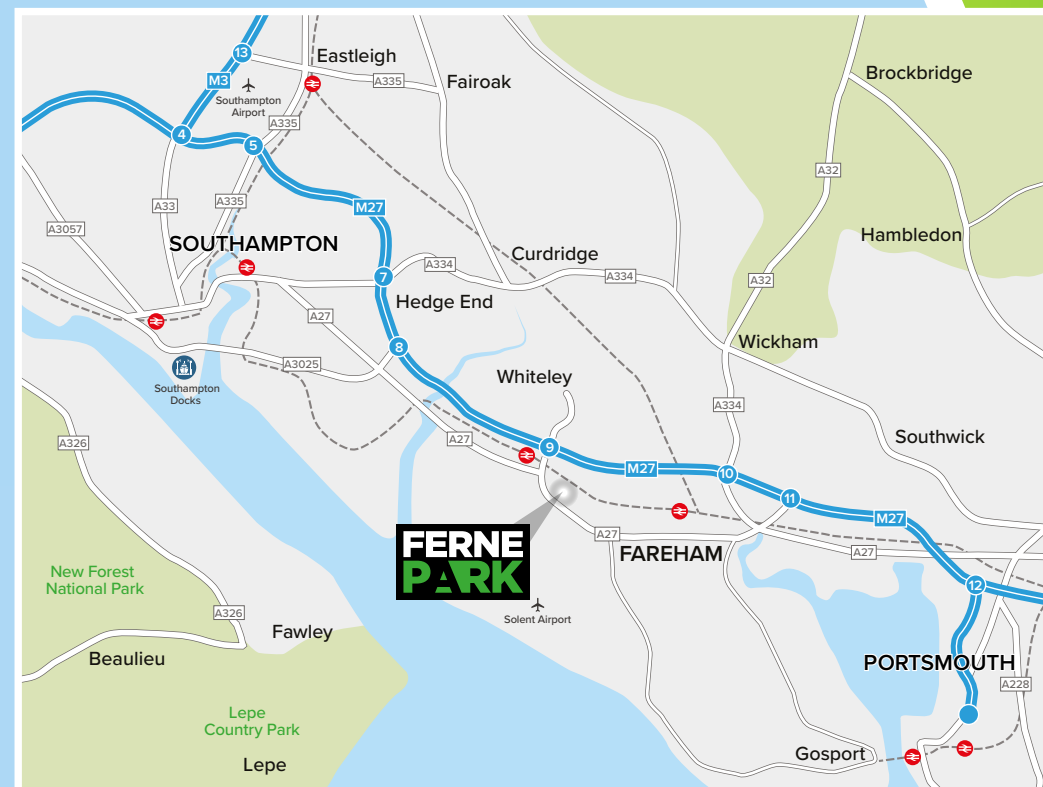 13
Eastleigh
M3
A335
Fairoak
Brockbridge
Southampton
Airport
A335
4
5
A32
A33
A335
M27
A3057
SOUTHAMPTON
Hambledon
Curdridge
A334
A334
7
A32
Hedge End
A27
Wickham
8
A3025
Whiteley
Southampton
Docks
A334
A326
A27
9
Southwick
M27
10
11
M27
A27
FERNE
PARK
FAREHAM
A27
New Forest
National Park
12
A326
Solent Airport
Fawley
Beaulieu
PORTSMOUTH
A228
Lepe
Country Park
Gosport
Lepe